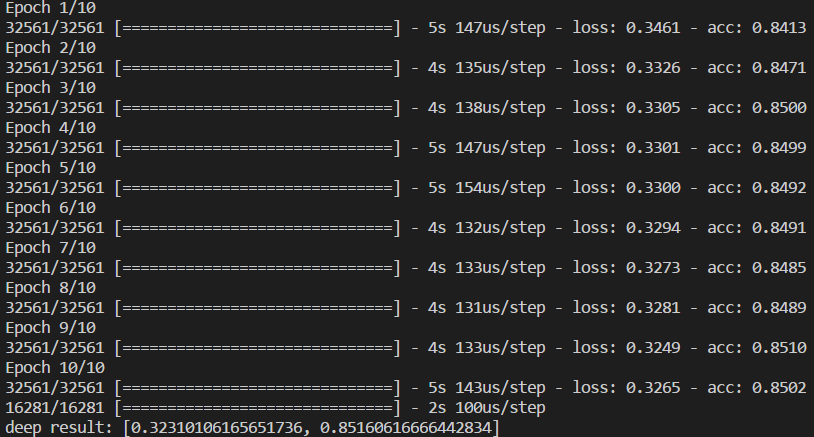 Epoch 1/10
32561/32561 [==============================] - 5s 147us/step - loss: 0.3461 - acc: 0.8413
Epoch 2/10
32561/32561 [==============================] - 4s 135us/step - loss: 0.3326 - acc: 0.8471
Epoch 3/10
32561/32561 [==============================] - 4s 138us/step - loss: 0.3305 - acc: 0.8500
Epoch 4/10
32561/32561 [==============================] - 5s 147us/step - loss: 0.3301 - acc: 0.8499
Epoch 5/10
32561/32561 [==============================] - 5s 154us/step - loss: 0.3300 - acc: 0.8492
Epoch 6/10
32561/32561 [==============================] - 4s 132us/step - loss: 0.3294 - acc: 0.8491
Epoch 7/10
32561/32561 [==============================] - 4s 133us/step - loss: 0.3273 - acc: 0.8485
Epoch 8/10
32561/32561 [==============================] - 4s 131us/step - loss: 0.3281 - acc: 0.8489
Epoch 9/10
32561/32561 [==============================] - 4s 133us/step - loss: 0.3249 - acc: 0.8510
Epoch 10/10
32561/32561 [==============================] - 5s 143us/step - loss: 0.3265 - acc: 0.8502
16281/16281 [==============================] - 2s 100us/step
deep result: [0.32310106165651736, 0.85160616666442834]